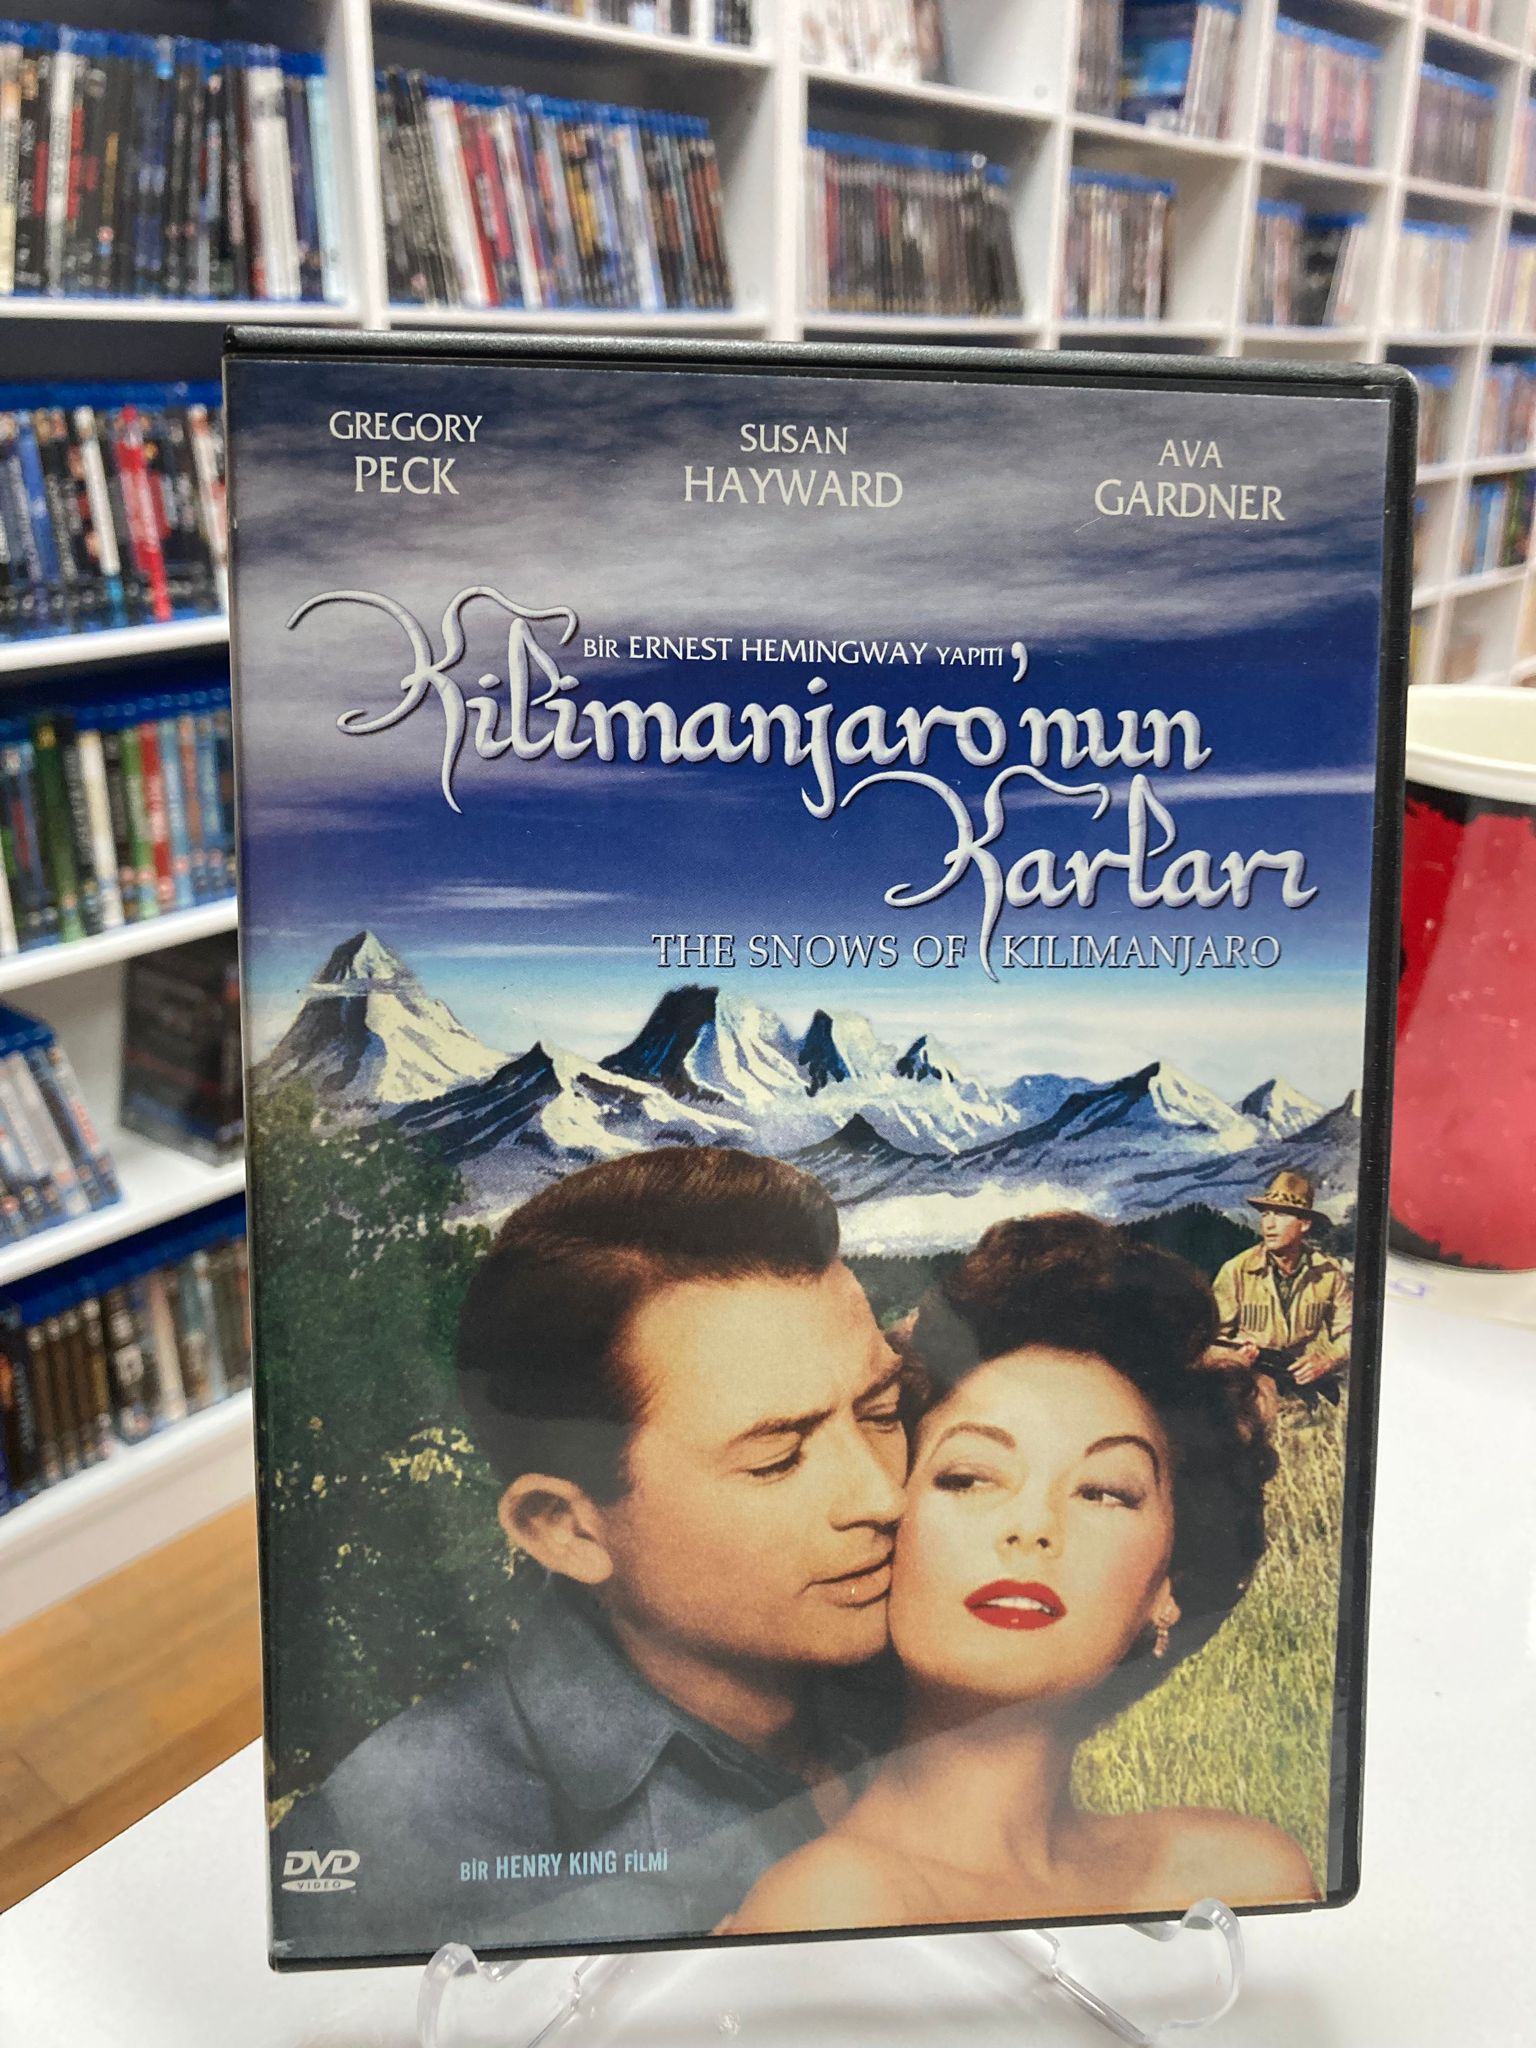 GREGORY
PECK
SUSAN
HAYWARD
AVA
GARDNER
BİR ERNEST HEMINGWAY YAPITI
Kilimanjaro'nun
Karları
THE SNOWS OF KILIMANJARO
DVD
VIDEO
BİR HENRY KING FİLMİ